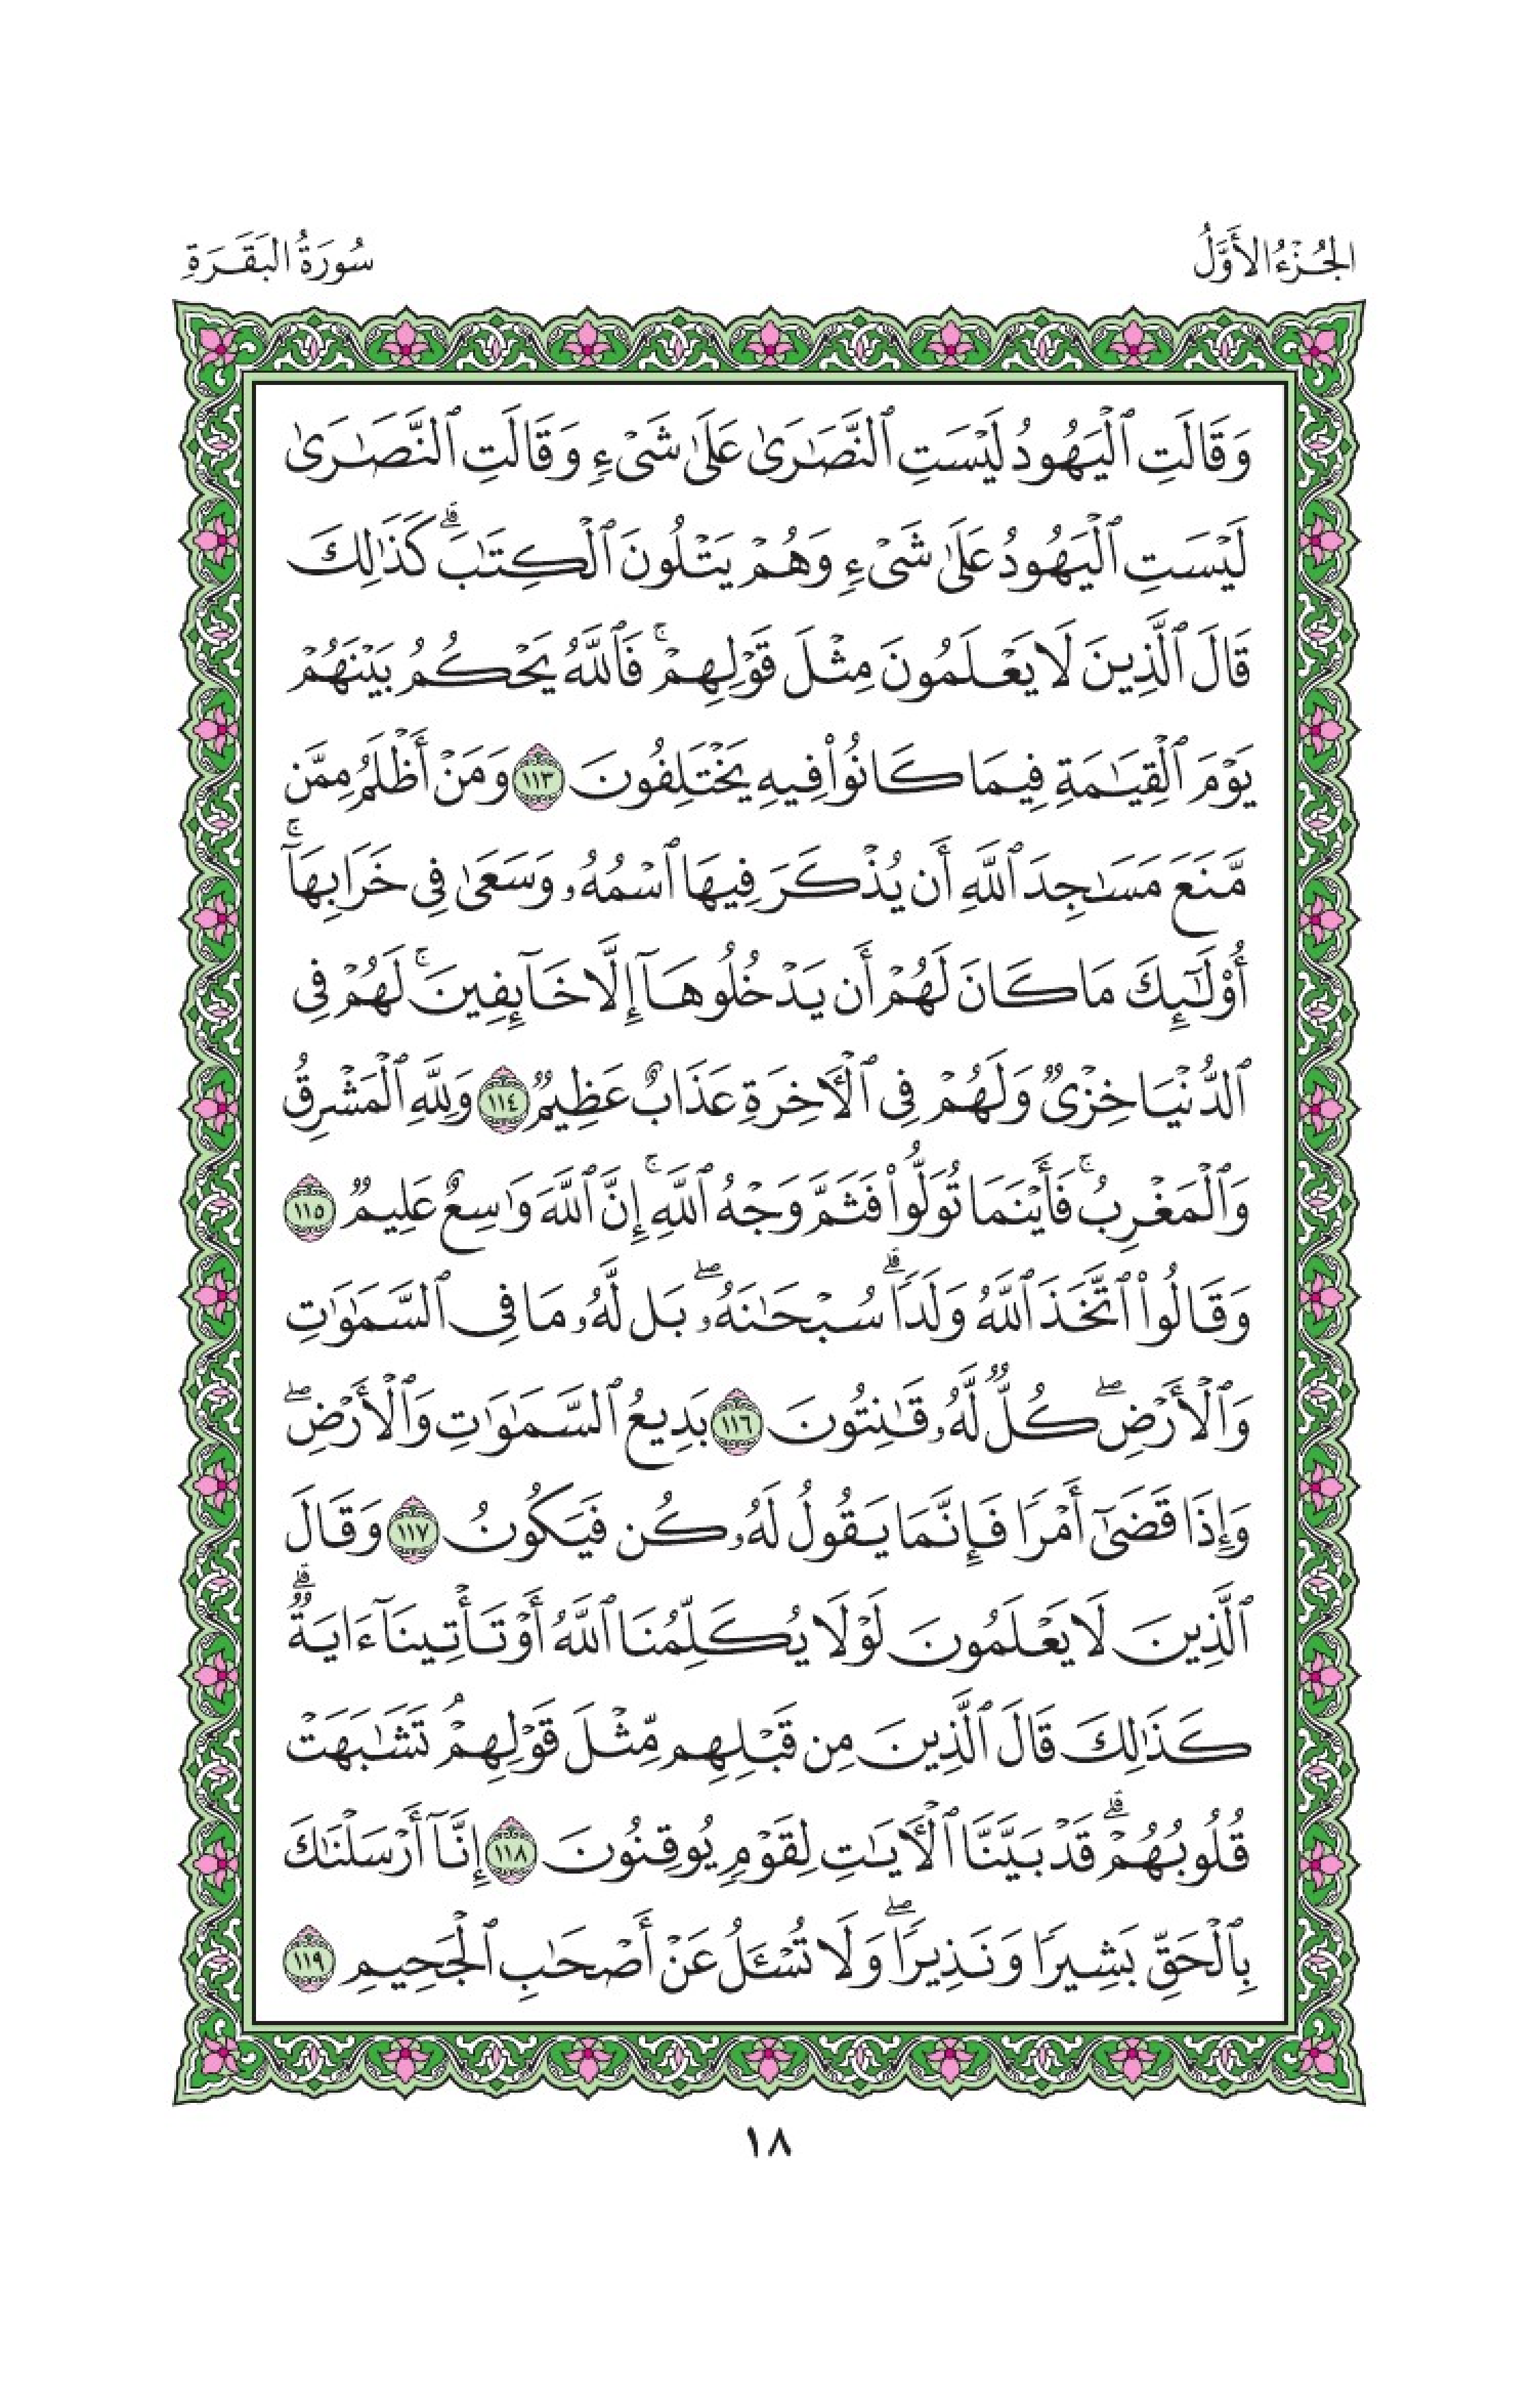 الجُزْءُ الأَوَّلُ
سُورَةُ البَقَرَةِ
وَقَالَتِ ٱلْيَهُودُ لَيْسَتِ ٱلنَّصَٰرَىٰ عَلَىٰ شَىْءٍ وَقَالَتِ ٱلنَّصَٰرَىٰ
لَيْسَتِ ٱلْيَهُودُ عَلَىٰ شَىْءٍ وَهُمْ يَتْلُونَ ٱلْكِتَٰبَۗ كَذَٰلِكَ
قَالَ ٱلَّذِينَ لَا يَعْلَمُونَ مِثْلَ قَوْلِهِمْۚ فَٱللَّهُ يَحْكُمُ بَيْنَهُمْ
يَوْمَ ٱلْقِيَٰمَةِ فِيمَا كَانُوا۟ فِيهِ يَخْتَلِفُونَ ١١٣ وَمَنْ أَظْلَمُ مِمَّن
مَّنَعَ مَسَٰجِدَ ٱللَّهِ أَن يُذْكَرَ فِيهَا ٱسْمُهُۥ وَسَعَىٰ فِى خَرَابِهَآۚ
أُو۟لَٰٓئِكَ مَا كَانَ لَهُمْ أَن يَدْخُلُوهَآ إِلَّا خَآئِفِينَۚ لَهُمْ فِى
ٱلدُّنْيَا خِزْىٌ وَلَهُمْ فِى ٱلْءَاخِرَةِ عَذَابٌ عَظِيمٌ ١١٤ وَلِلَّهِ ٱلْمَشْرِقُ
وَٱلْمَغْرِبُۚ فَأَيْنَمَا تُوَلُّوا۟ فَثَمَّ وَجْهُ ٱللَّهِۚ إِنَّ ٱللَّهَ وَٰسِعٌ عَلِيمٌ ١١٥
وَقَالُوا۟ ٱتَّخَذَ ٱللَّهُ وَلَدًاۗ سُبْحَٰنَهُۥۖ بَل لَّهُۥ مَا فِى ٱلسَّمَٰوَٰتِ
وَٱلْأَرْضِۖ كُلٌّ لَّهُۥ قَٰنِتُونَ ١١٦ بَدِيعُ ٱلسَّمَٰوَٰتِ وَٱلْأَرْضِۖ
وَإِذَا قَضَىٰٓ أَمْرًا فَإِنَّمَا يَقُولُ لَهُۥ كُن فَيَكُونُ ١١٧ وَقَالَ
ٱلَّذِينَ لَا يَعْلَمُونَ لَوْلَا يُكَلِّمُنَا ٱللَّهُ أَوْ تَأْتِينَآ ءَايَةٌۗ
كَذَٰلِكَ قَالَ ٱلَّذِينَ مِن قَبْلِهِم مِّثْلَ قَوْلِهِمْۘ تَشَٰبَهَتْ
قُلُوبُهُمْۗ قَدْ بَيَّنَّا ٱلْءَايَٰتِ لِقَوْمٍ يُوقِنُونَ ١١٨ إِنَّآ أَرْسَلْنَٰكَ
بِٱلْحَقِّ بَشِيرًا وَنَذِيرًاۖ وَلَا تُسْـَٔلُ عَنْ أَصْحَٰبِ ٱلْجَحِيمِ ١١٩
١٨